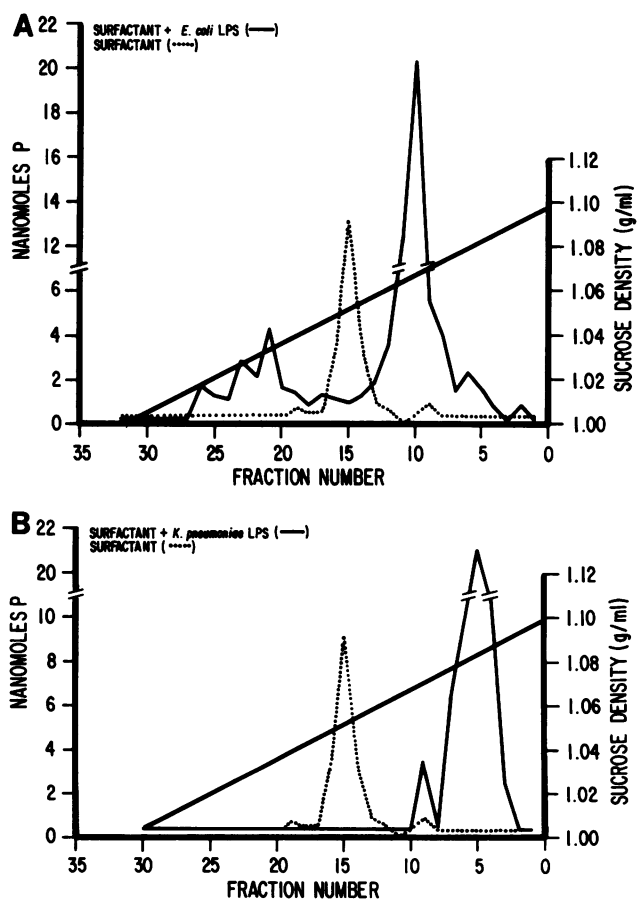 A
SURFACTANT + E. coli LPS (—)
SURFACTANT (·····)
NANOMOLES P
22
20
18
16
14
12
6
4
2
0
1.12
1.10
1.08
1.06
1.04
1.02
1.00
SUCROSE DENSITY (g/ml)
35 30 25 20 15 10 5 0
FRACTION NUMBER
B
SURFACTANT + K. pneumoniae LPS (—)
SURFACTANT (·····)
NANOMOLES P
22
20
10
8
6
4
2
0
1.12
1.10
1.08
1.06
1.04
1.02
1.00
SUCROSE DENSITY (g/ml)
35 30 25 20 15 10 5 0
FRACTION NUMBER